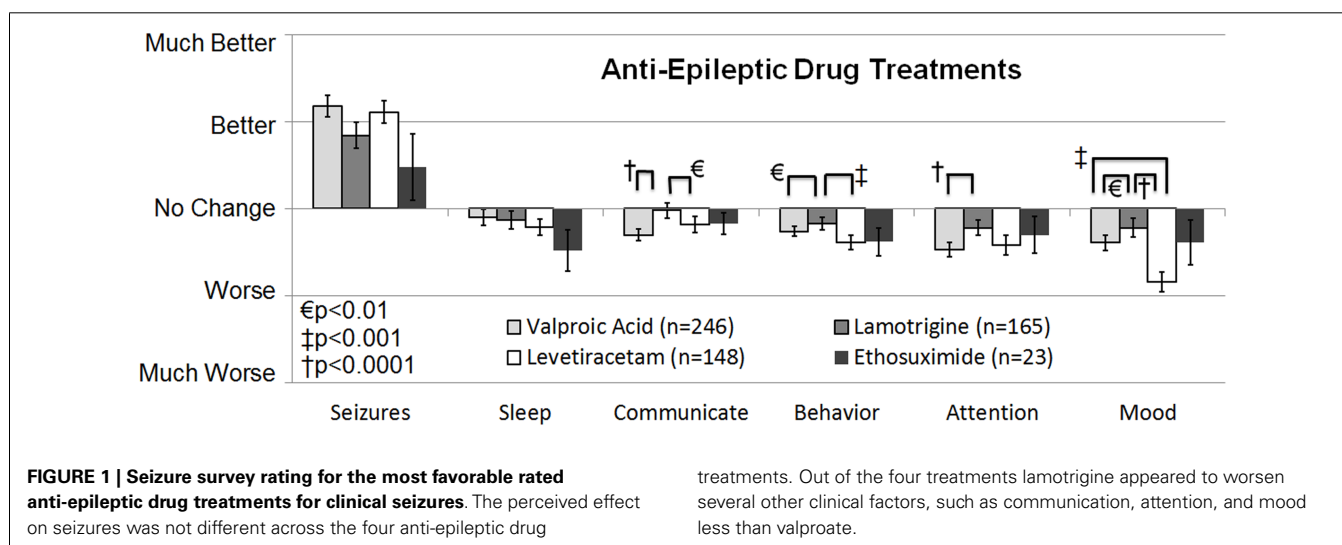 Much Better
Anti-Epileptic Drug Treatments
Better
† € € ‡ † ‡ € †
No Change
Worse
€p<0.01
‡p<0.001
†p<0.0001
Valproic Acid (n=246) Lamotrigine (n=165)
Levetiracetam (n=148) Ethosuximide (n=23)
Much Worse
Seizures Sleep Communicate Behavior Attention Mood
FIGURE 1 | Seizure survey rating for the most favorable rated
anti-epileptic drug treatments for clinical seizures. The perceived effect
on seizures was not different across the four anti-epileptic drug
treatments. Out of the four treatments lamotrigine appeared to worsen
several other clinical factors, such as communication, attention, and mood
less than valproate.